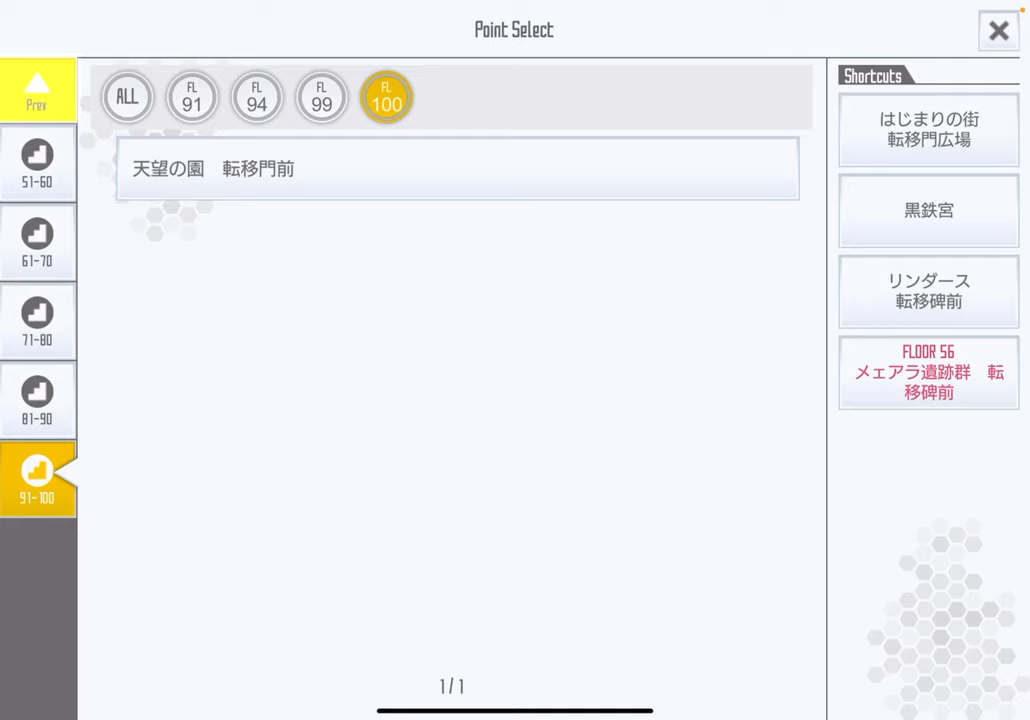 Point Select
Prev
51-60
61-70
71-80
81-90
91-100
ALL
FL
91
FL
94
FL
99
FL
100
天望の園　転移門前
1/1
Shortcuts
はじまりの街
転移門広場
黒鉄宮
リンダース
転移碑前
FLOOR 56
メェアラ遺跡群　転
移碑前